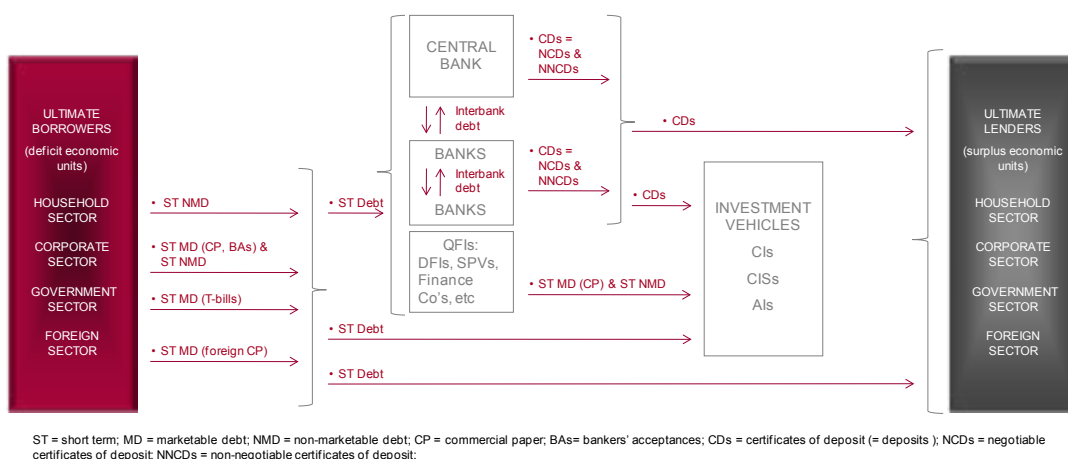 ULTIMATE
BORROWERS
(deficit economic
units)
HOUSEHOLD
SECTOR
CORPORATE
SECTOR
GOVERNMENT
SECTOR
FOREIGN
SECTOR
• ST NMD
• ST MD (CP, BAs) &
ST NMD
• ST MD (T-bills)
• ST MD (foreign CP)
• ST Debt
• ST Debt
• ST Debt
CENTRAL
BANK
Interbank
debt
BANKS
Interbank
debt
BANKS
QFIs:
DFIs, SPVs,
Finance
Co's, etc
• CDs =
NCDs &
NNCDs
• CDs =
NCDs &
NNCDs
• ST MD (CP) & ST NMD
• CDs
• CDs
INVESTMENT
VEHICLES
CIs
CISs
AIs
ULTIMATE
LENDERS
(surplus economic
units)
HOUSEHOLD
SECTOR
CORPORATE
SECTOR
GOVERNMENT
SECTOR
FOREIGN
SECTOR
ST = short term; MD = marketable debt; NMD = non-marketable debt; CP = commercial paper; BAs= bankers' acceptances; CDs = certificates of deposit (= deposits ); NCDs = negotiable
certificates of deposit; NNCDs = non-negotiable certificates of deposit;